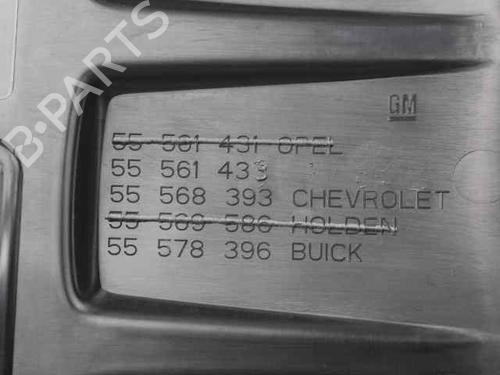 B-PARTS
GM
55 561 431 OPEL
55 561 433
55 568 393 CHEVROLET
55 569 586 HOLDEN
55 578 396 BUICK